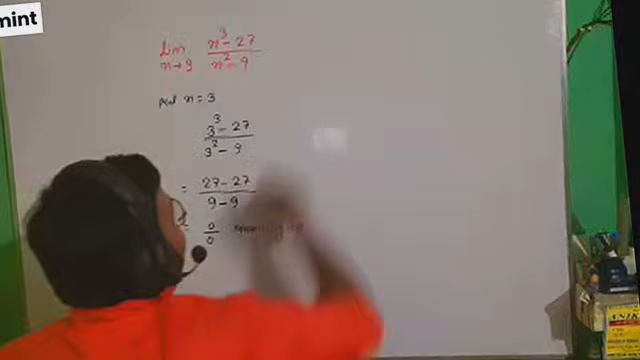 mint
lim x→3 x³ - 27 / x² - 9
put x = 3
3³ - 27 / 3² - 9
= 27 - 27 / 9 - 9
= 0/0